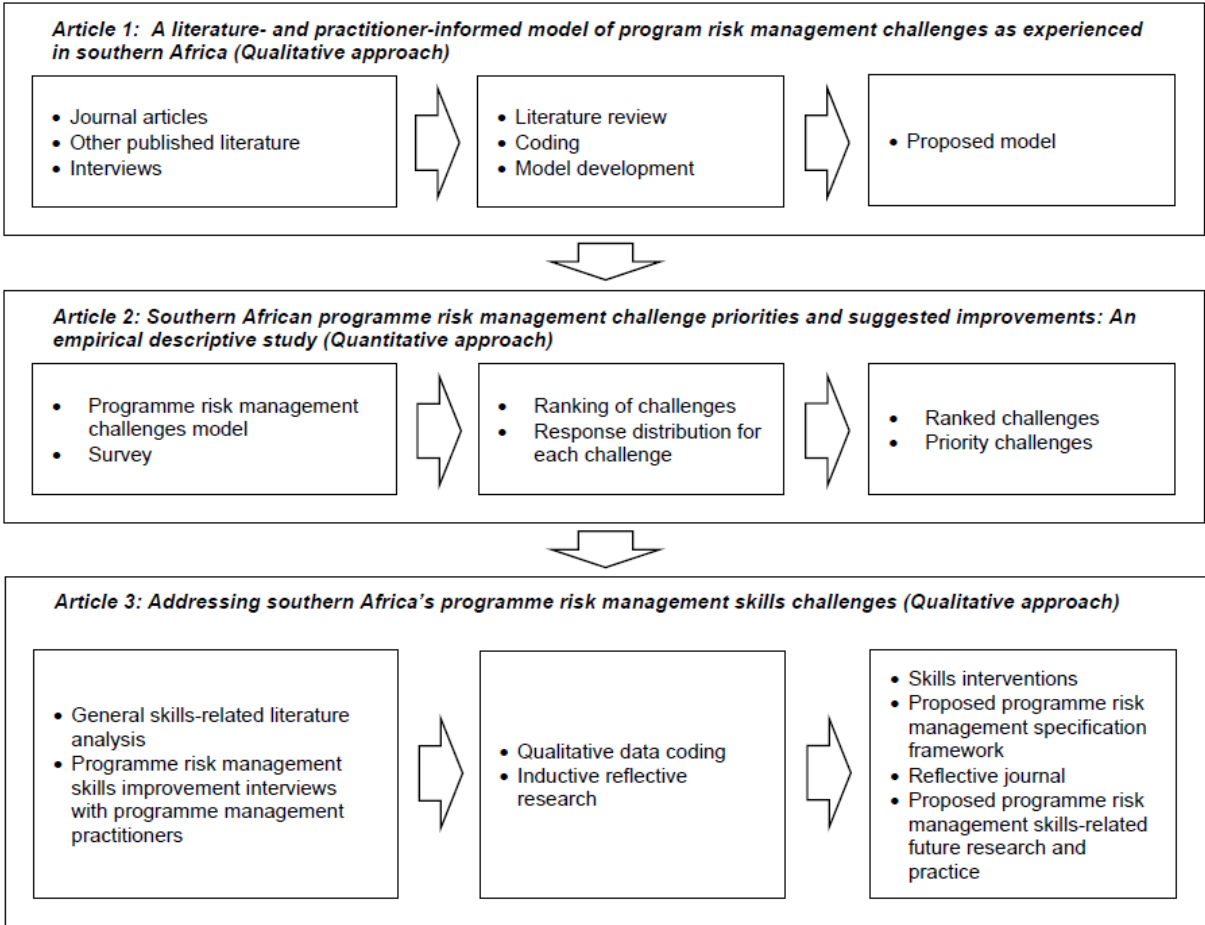 Article 1:  A literature- and practitioner-informed model of program risk management challenges as experienced
in southern Africa (Qualitative approach)
• Journal articles
• Other published literature
• Interviews
• Literature review
• Coding
• Model development
• Proposed model
Article 2: Southern African programme risk management challenge priorities and suggested improvements: An
empirical descriptive study (Quantitative approach)
• Programme risk management
challenges model
• Survey
• Ranking of challenges
• Response distribution for
each challenge
• Ranked challenges
• Priority challenges
Article 3: Addressing southern Africa's programme risk management skills challenges (Qualitative approach)
• General skills-related literature
analysis
• Programme risk management
skills improvement interviews
with programme management
practitioners
• Qualitative data coding
• Inductive reflective
research
• Skills interventions
• Proposed programme risk
management specification
framework
• Reflective journal
• Proposed programme risk
management skills-related
future research and
practice